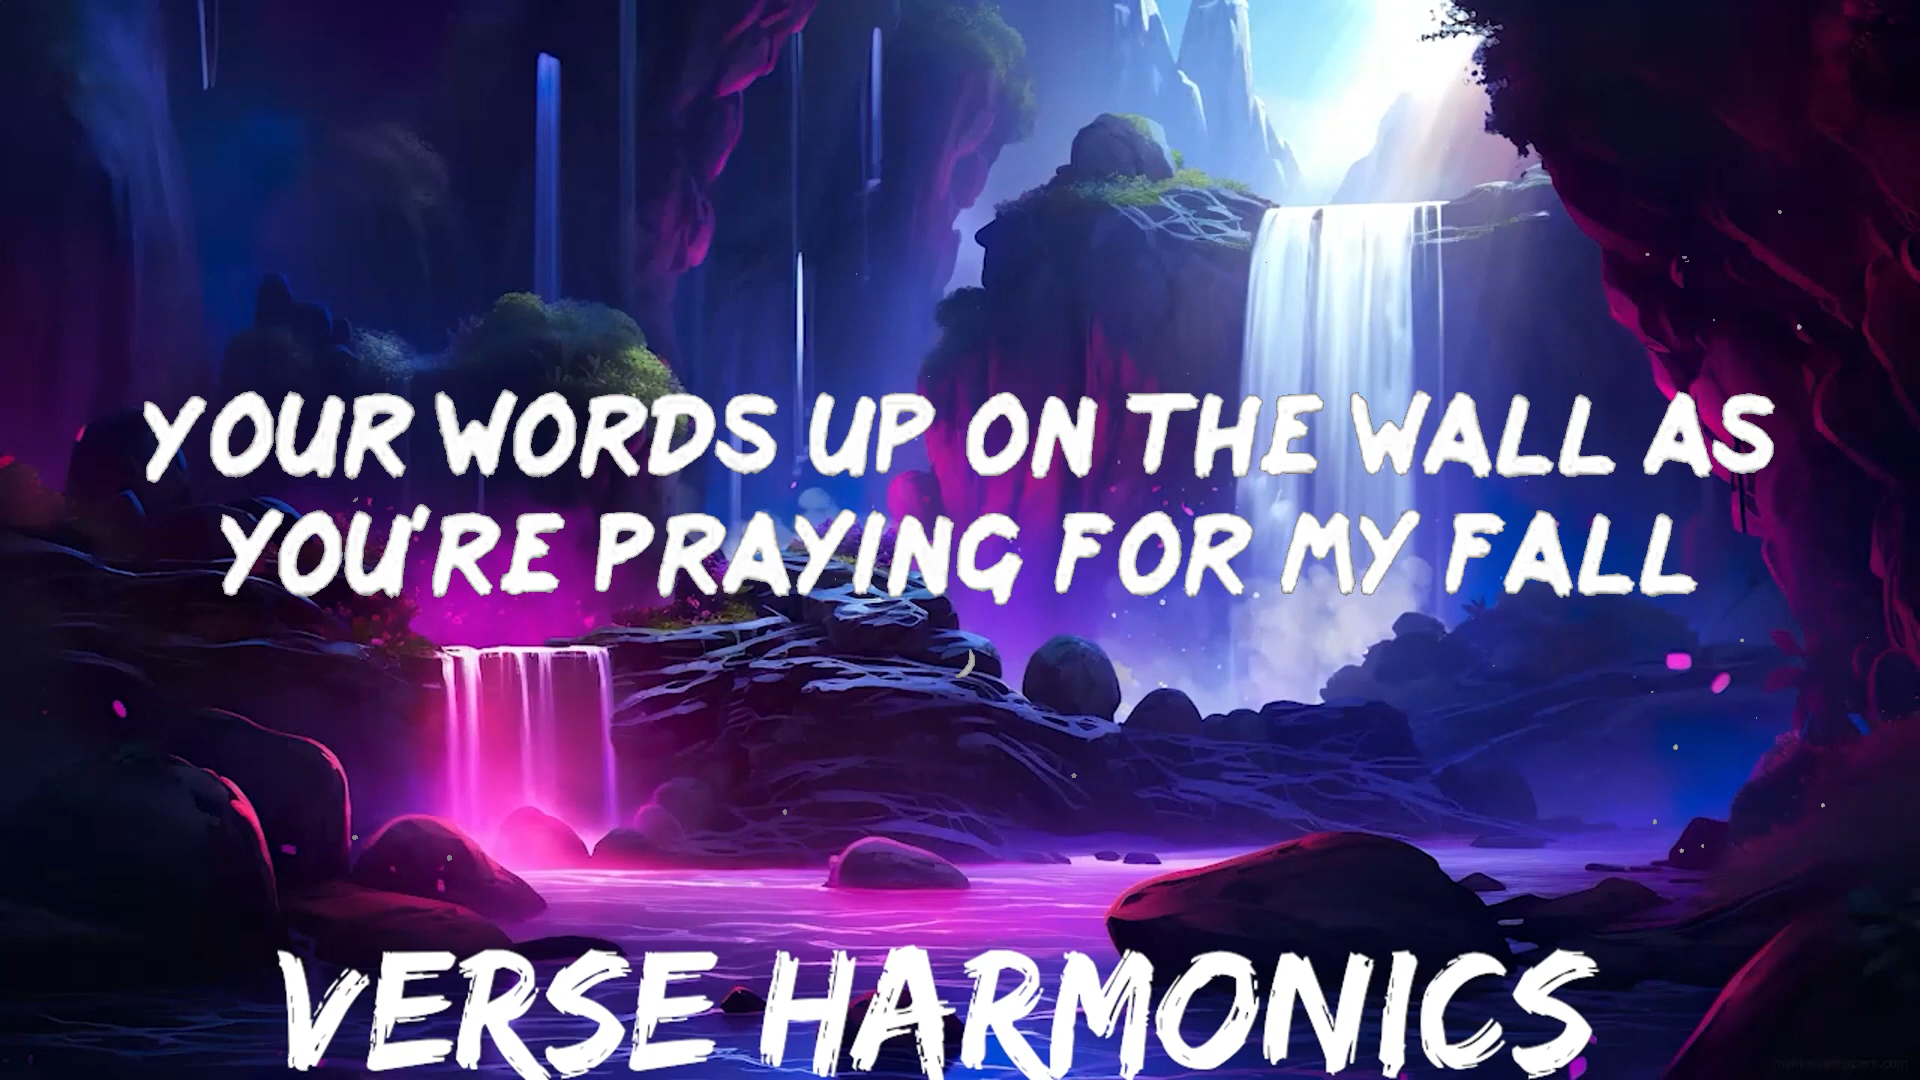 YOUR WORDS UP ON THE WALL AS
YOU'RE PRAYING FOR MY FALL
VERSE HARMONICS